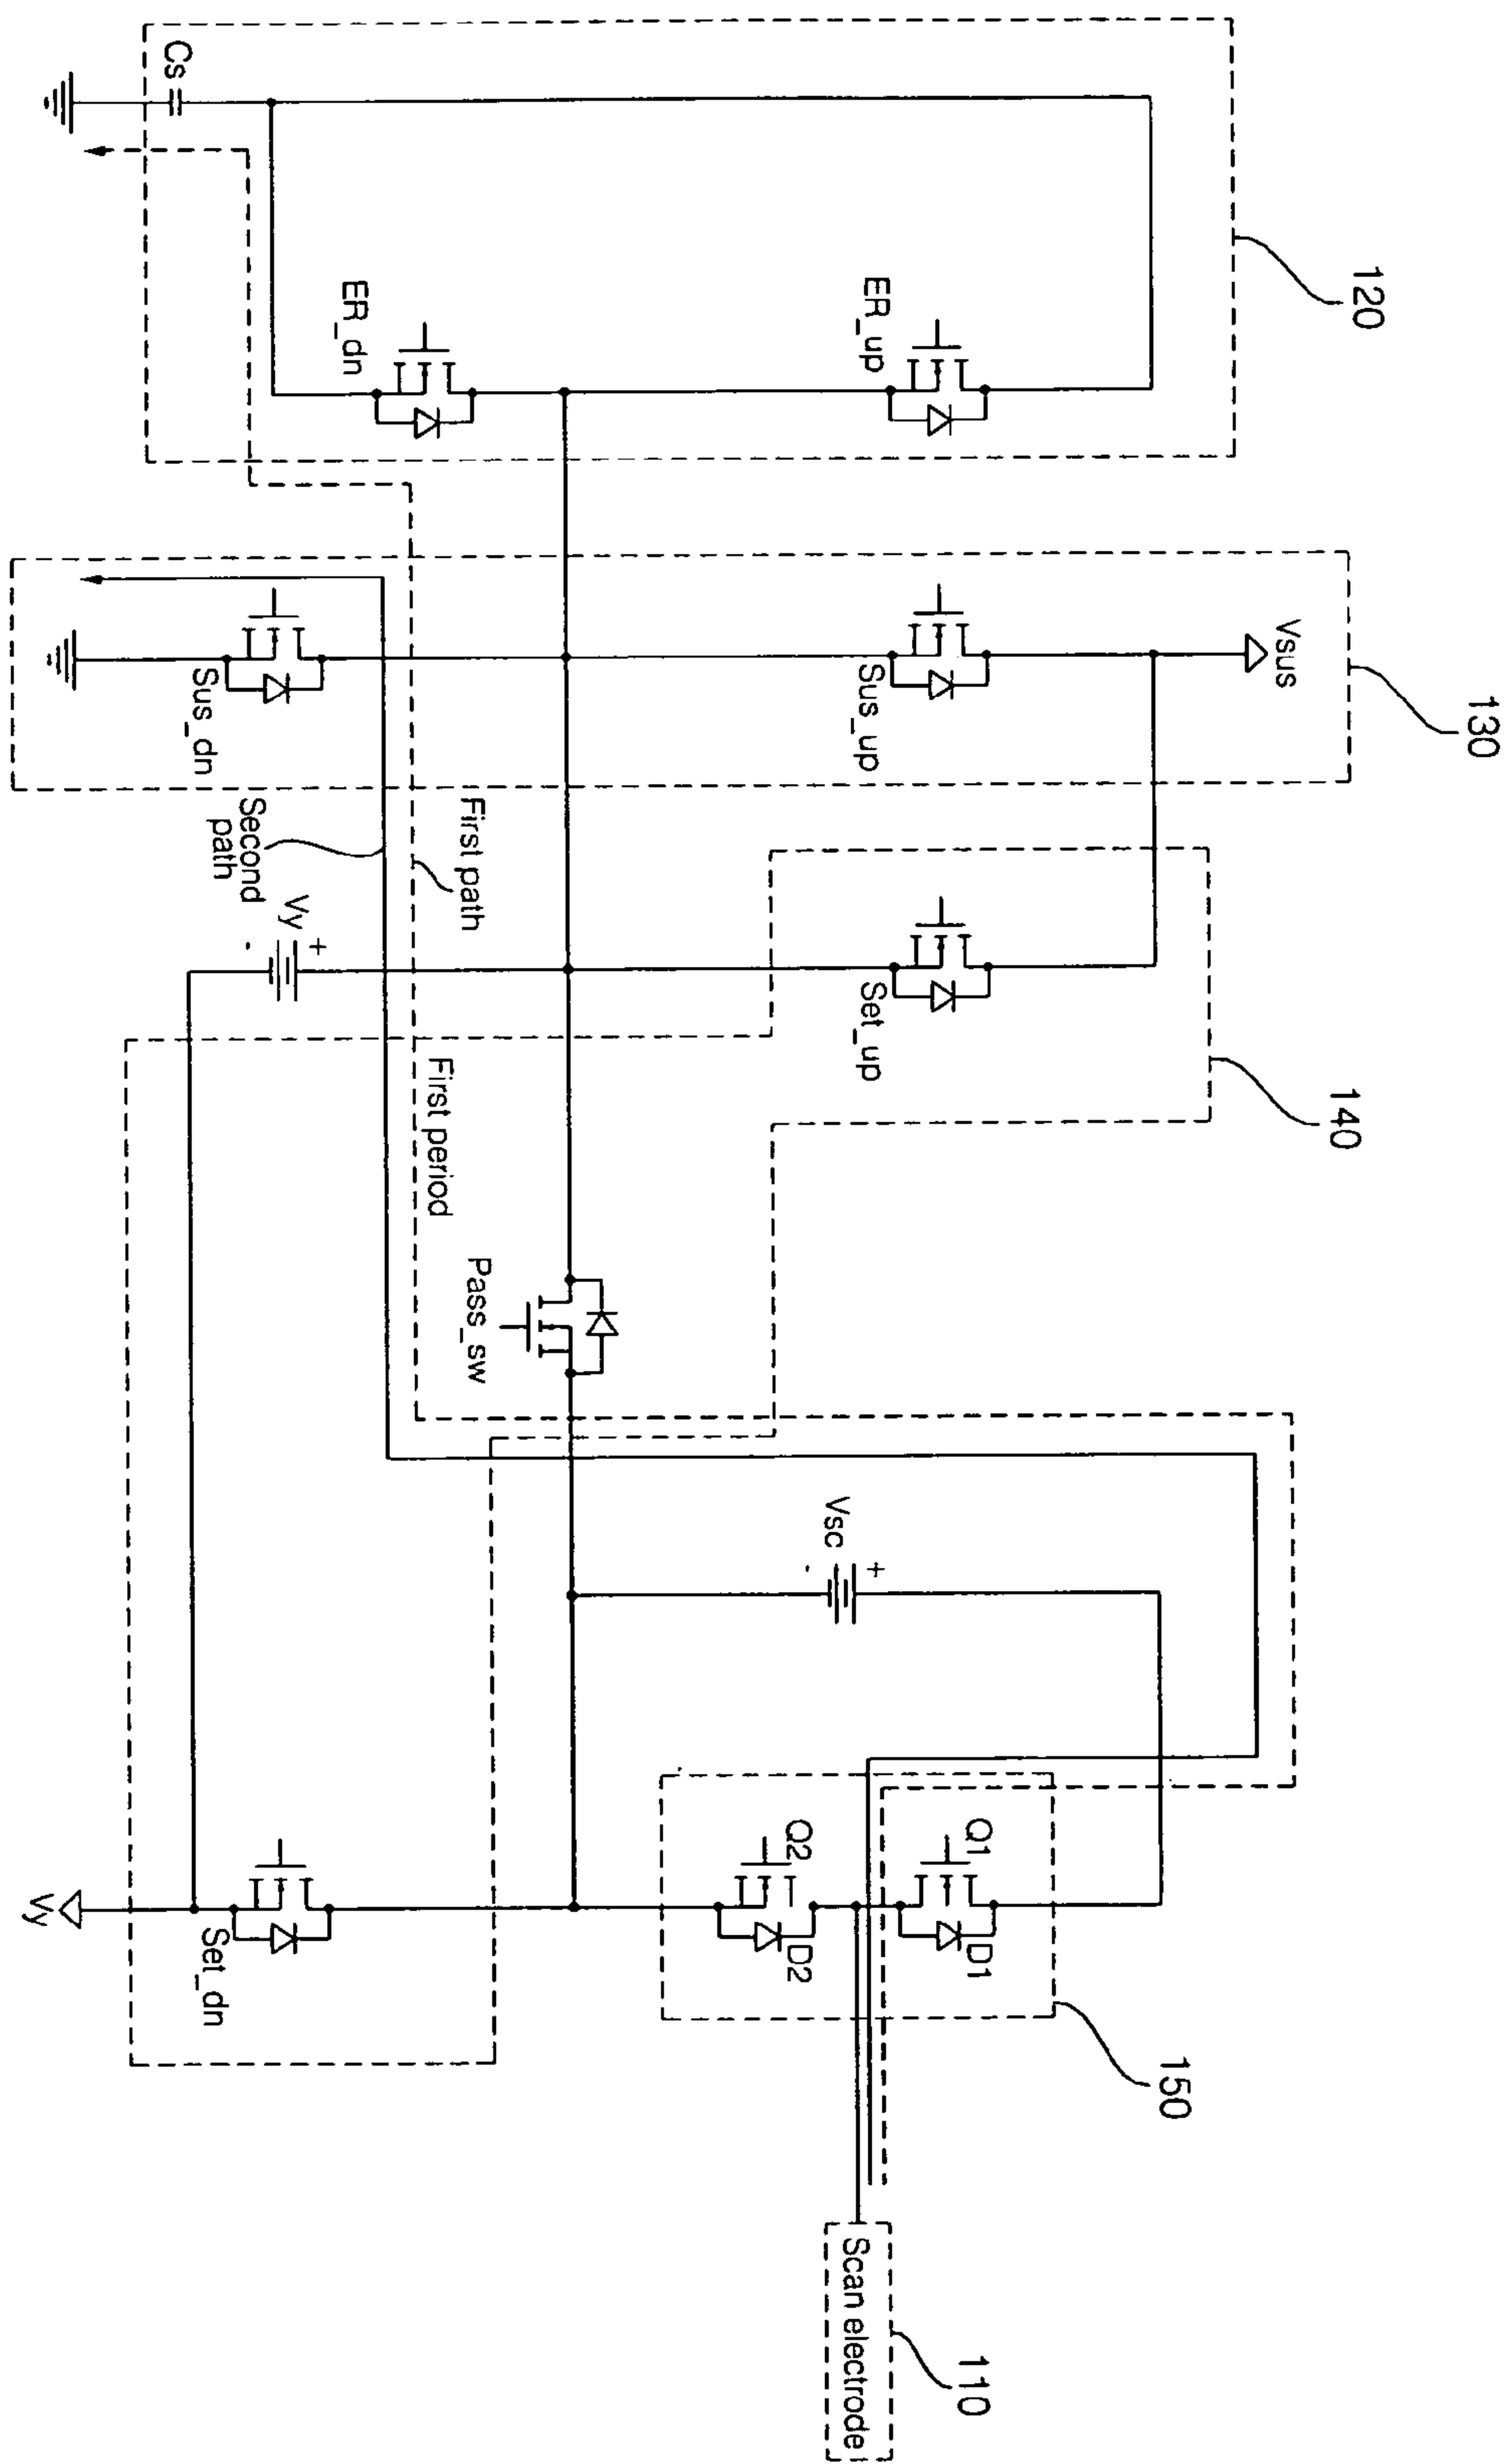 120
130
140
150
110
Cs
ER_dn
ER_up
Vsus
Sus_up
Sus_dn
Second
path
First path
Vy
+
-
Set_up
First period
Pass_sw
Vsc
+
-
Q1
D1
Q2
D2
Set_dn
Vy
Scan electrode